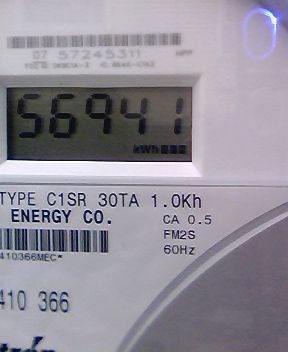 07 57245311
56941
kWh
TYPE C1SR 30TA 1.0Kh
ENERGY CO.
CA 0.5
FM2S
60Hz
410366MEC*
410 366